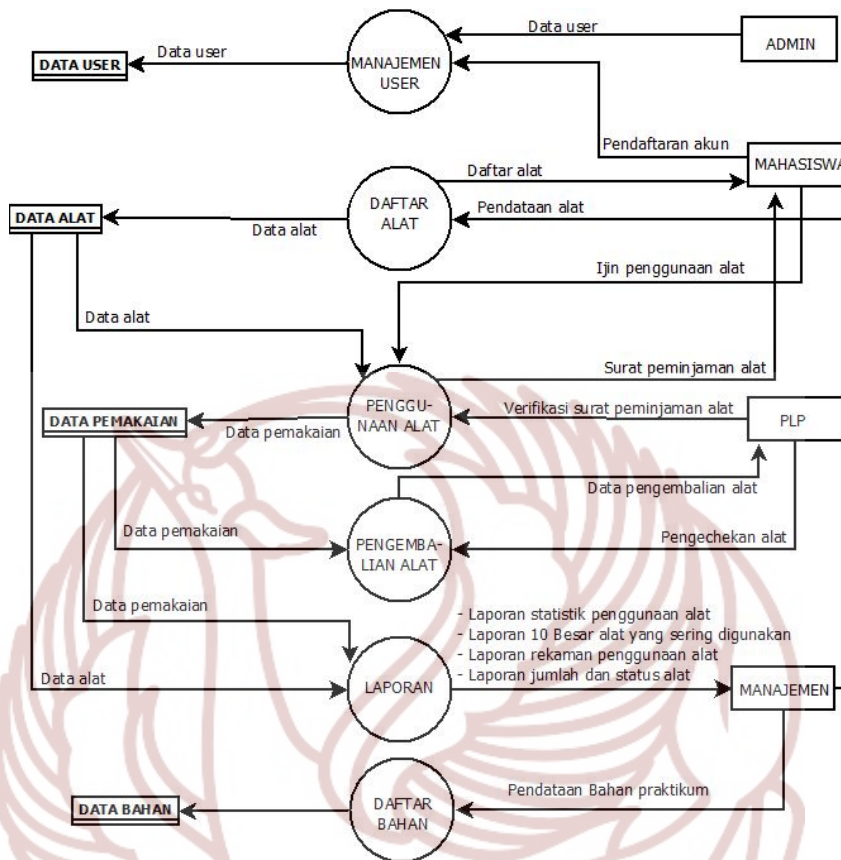 Data user
ADMIN
DATA USER
Data user
MANAJEMEN
USER
Pendaftaran akun
MAHASISWA
Daftar alat
DATA ALAT
Data alat
DAFTAR
ALAT
Pendataan alat
Ijin penggunaan alat
Data alat
Surat peminjaman alat
DATA PEMAKAIAN
Data pemakaian
PENGGU-
NAAN ALAT
Verifikasi surat peminjaman alat
PLP
Data pengembalian alat
Data pemakaian
PENGEMBA-
LIAN ALAT
Pengechekan alat
Data pemakaian
- Laporan statistik penggunaan alat
- Laporan 10 Besar alat yang sering digunakan
- Laporan rekaman penggunaan alat
- Laporan jumlah dan status alat
Data alat
LAPORAN
MANAJEMEN
Pendataan Bahan praktikum
DATA BAHAN
DAFTAR
BAHAN